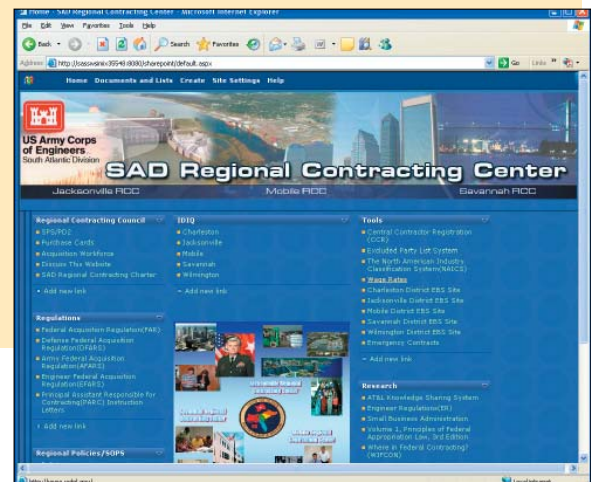 Home - SAD Regional Contracting Center - Microsoft Internet Explorer
File Edit View Favorites Tools Help
Back Search Favorites
Address http://sasswsimix39548:8080/sharepoint/default.aspx Go Links
Home Documents and Lists Create Site Settings Help
US Army Corps
of Engineers
South Atlantic Division
SAD Regional Contracting Center
Jacksonville RCC Mobile RCC Savannah RCC
Regional Contracting Council
SPS/PD2
Purchase Cards
Acquisition Workforce
Discuss This Website
SAD Regional Contracting Charter
Add new link
Regulations
Federal Acquisition Regulation(FAR)
Defense Federal Acquisition
Regulation(DFARS)
Army Federal Acquisition
Regulation(AFARS)
Engineer Federal Acquisition
Regulation(EFARS)
Principal Assistant Responsible for
Contracting(PARC) Instruction
Letters
Add new link
Regional Policies/SOPS
IDIQ
Charleston
Jacksonville
Mobile
Savannah
Wilmington
Add new link
Tools
Central Contractor Registration
(CCR)
Excluded Party List System
The North American Industry
Classification System(NAICS)
Wage Rates
Charleston District EBS Site
Jacksonville District EBS Site
Mobile District EBS Site
Savannah District EBS Site
Wilmington District EBS Site
Emergency Contracts
Add new link
Research
AT&L Knowledge Sharing System
Engineer Regulations(ER)
Small Business Administration
Volume 1, Principles of Federal
Appropriation Law, 3rd Edition
Where in Federal Contracting?
(WIFCON)
Local intranet